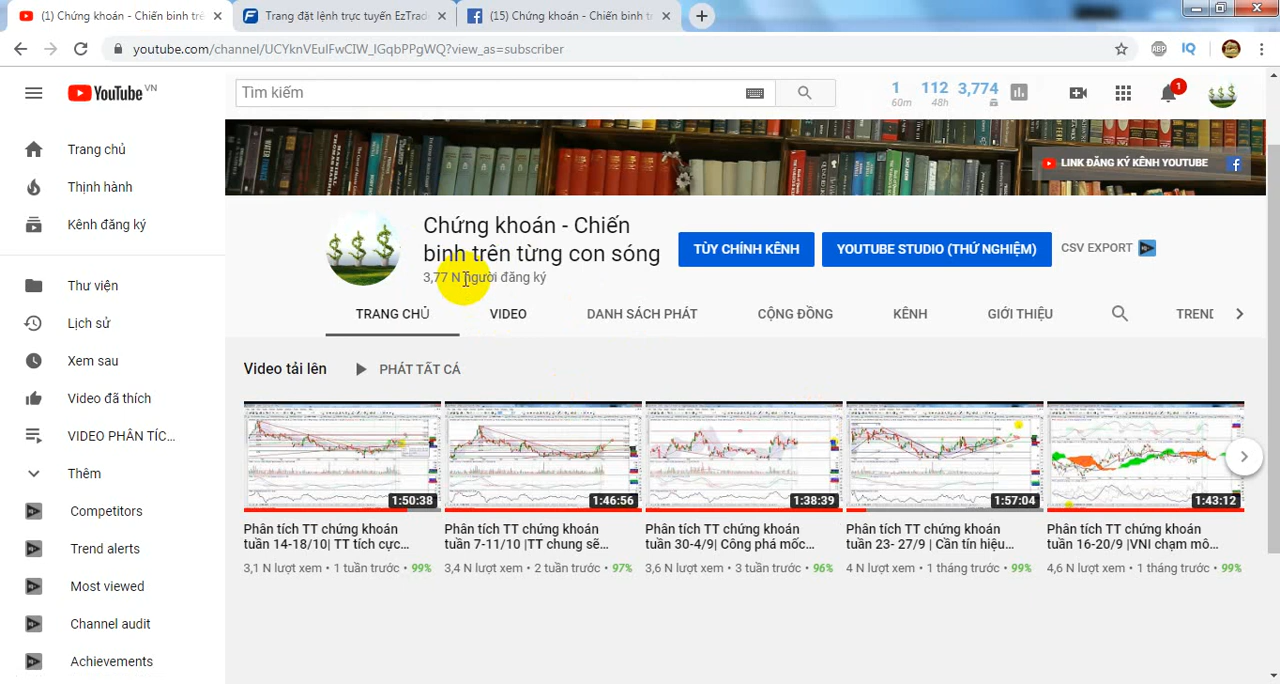 (1) Chứng khoán - Chiến binh trên
Trang đặt lệnh trực tuyến EzTrade
(15) Chứng khoán - Chiến binh t
youtube.com/channel/UCYknVEulFwCIW_lGqbPPgWQ?view_as=subscriber
ABP
IQ
YouTube VN
Tìm kiếm
1 112 3,774
60m 48h
1
Trang chủ
Thịnh hành
Kênh đăng ký
Thư viện
Lịch sử
Xem sau
Video đã thích
VIDEO PHÂN TÍC...
Thêm
Competitors
Trend alerts
Most viewed
Channel audit
Achievements
LINK ĐĂNG KÝ KÊNH YOUTUBE
Chứng khoán - Chiến
binh trên từng con sóng
3,77 N người đăng ký
TÙY CHỈNH KÊNH
YOUTUBE STUDIO (THỬ NGHIỆM)
CSV EXPORT
TRANG CHỦ
VIDEO
DANH SÁCH PHÁT
CỘNG ĐỒNG
KÊNH
GIỚI THIỆU
TREND
Video tải lên
PHÁT TẤT CẢ
1:50:38
Phân tích TT chứng khoán
tuần 14-18/10| TT tích cực...
3,1 N lượt xem • 1 tuần trước • 99%
1:46:56
Phân tích TT chứng khoán
tuần 7-11/10 |TT chung sẽ...
3,4 N lượt xem • 2 tuần trước • 97%
1:38:39
Phân tích TT chứng khoán
tuần 30-4/9| Công phá mốc...
3,6 N lượt xem • 3 tuần trước • 96%
1:57:04
Phân tích TT chứng khoán
tuần 23- 27/9 | Cần tín hiệu...
4 N lượt xem • 1 tháng trước • 99%
1:43:12
Phân tích TT chứng khoán
tuần 16-20/9 |VNI chạm mô...
4,6 N lượt xem • 1 tháng trước • 99%